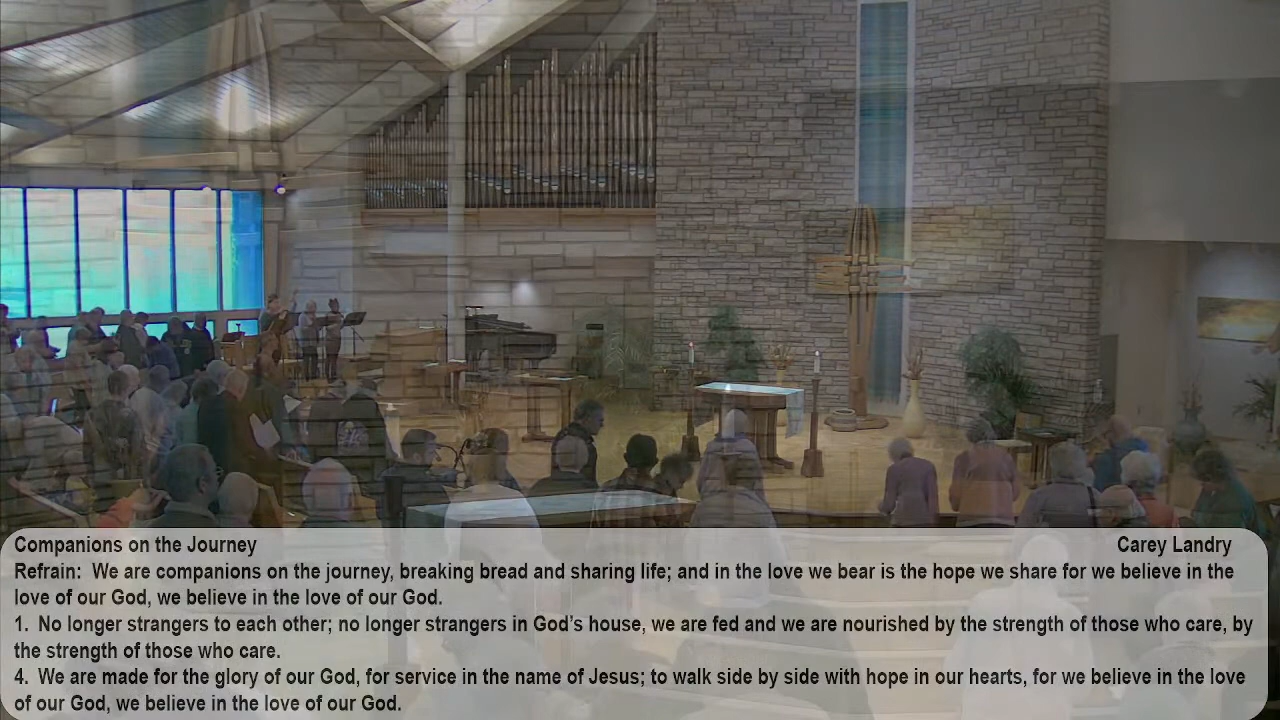 Companions on the Journey Carey Landry
Refrain:  We are companions on the journey, breaking bread and sharing life; and in the love we bear is the hope we share for we believe in the
love of our God, we believe in the love of our God.
1.  No longer strangers to each other; no longer strangers in God's house, we are fed and we are nourished by the strength of those who care, by
the strength of those who care.
4.  We are made for the glory of our God, for service in the name of Jesus; to walk side by side with hope in our hearts, for we believe in the love
of our God, we believe in the love of our God.